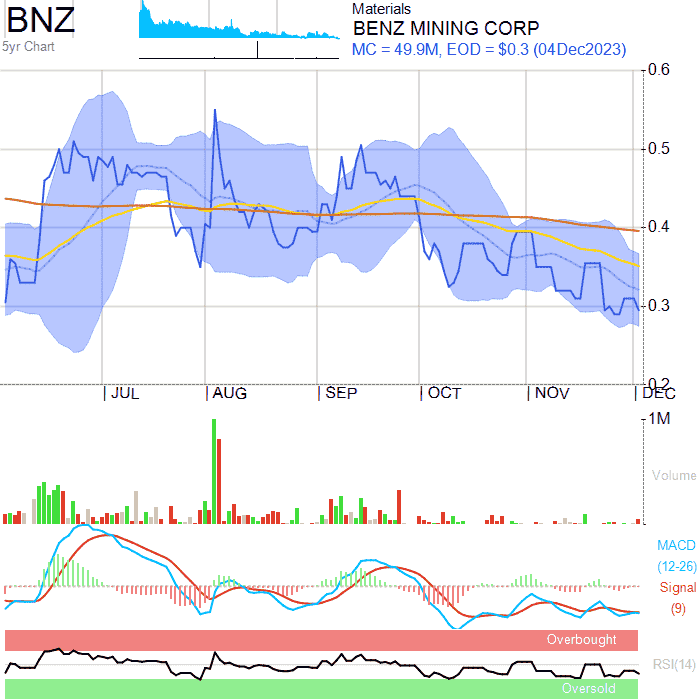 BNZ
5yr Chart
Materials
BENZ MINING CORP
MC = 49.9M, EOD = $0.3 (04Dec2023)
0.6
0.5
0.4
0.3
0.2
JUL AUG SEP OCT NOV DEC
1M
Volume
MACD
(12-26)
Signal
(9)
Overbought
RSI(14)
Oversold